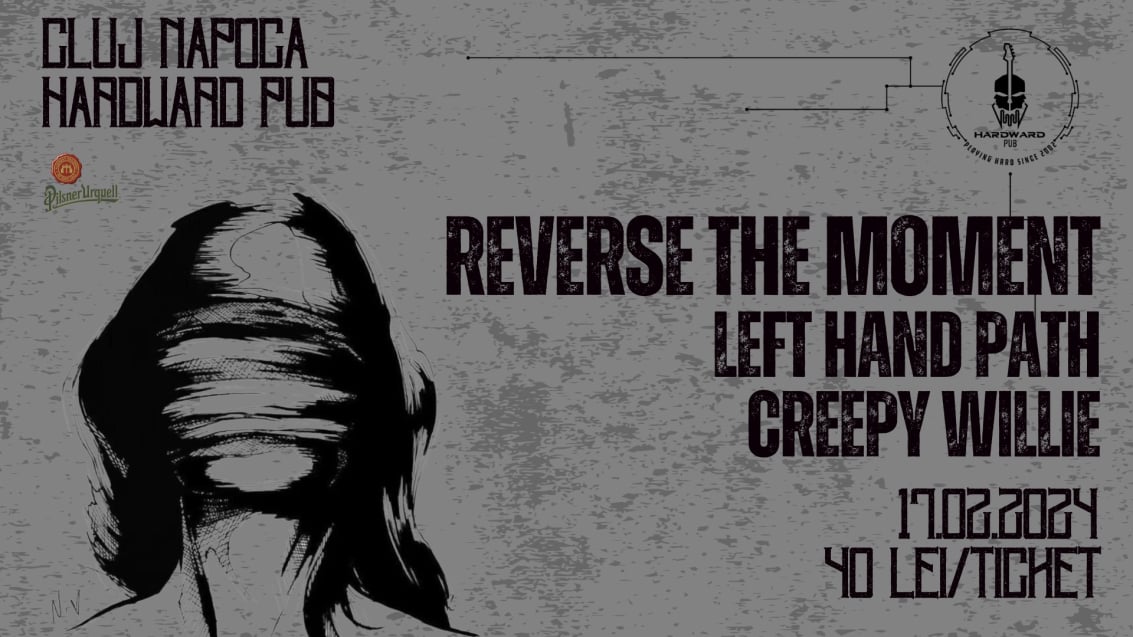 CLUJ NAPOCA
HARDWARD PUB
Pilsner Urquell
HARDWARD
PUB
PLAYING HARD SINCE 2002
REVERSE THE MOMENT
LEFT HAND PATH
CREEPY WILLIE
17.02.2024
40 LEI/TICKET
N.V